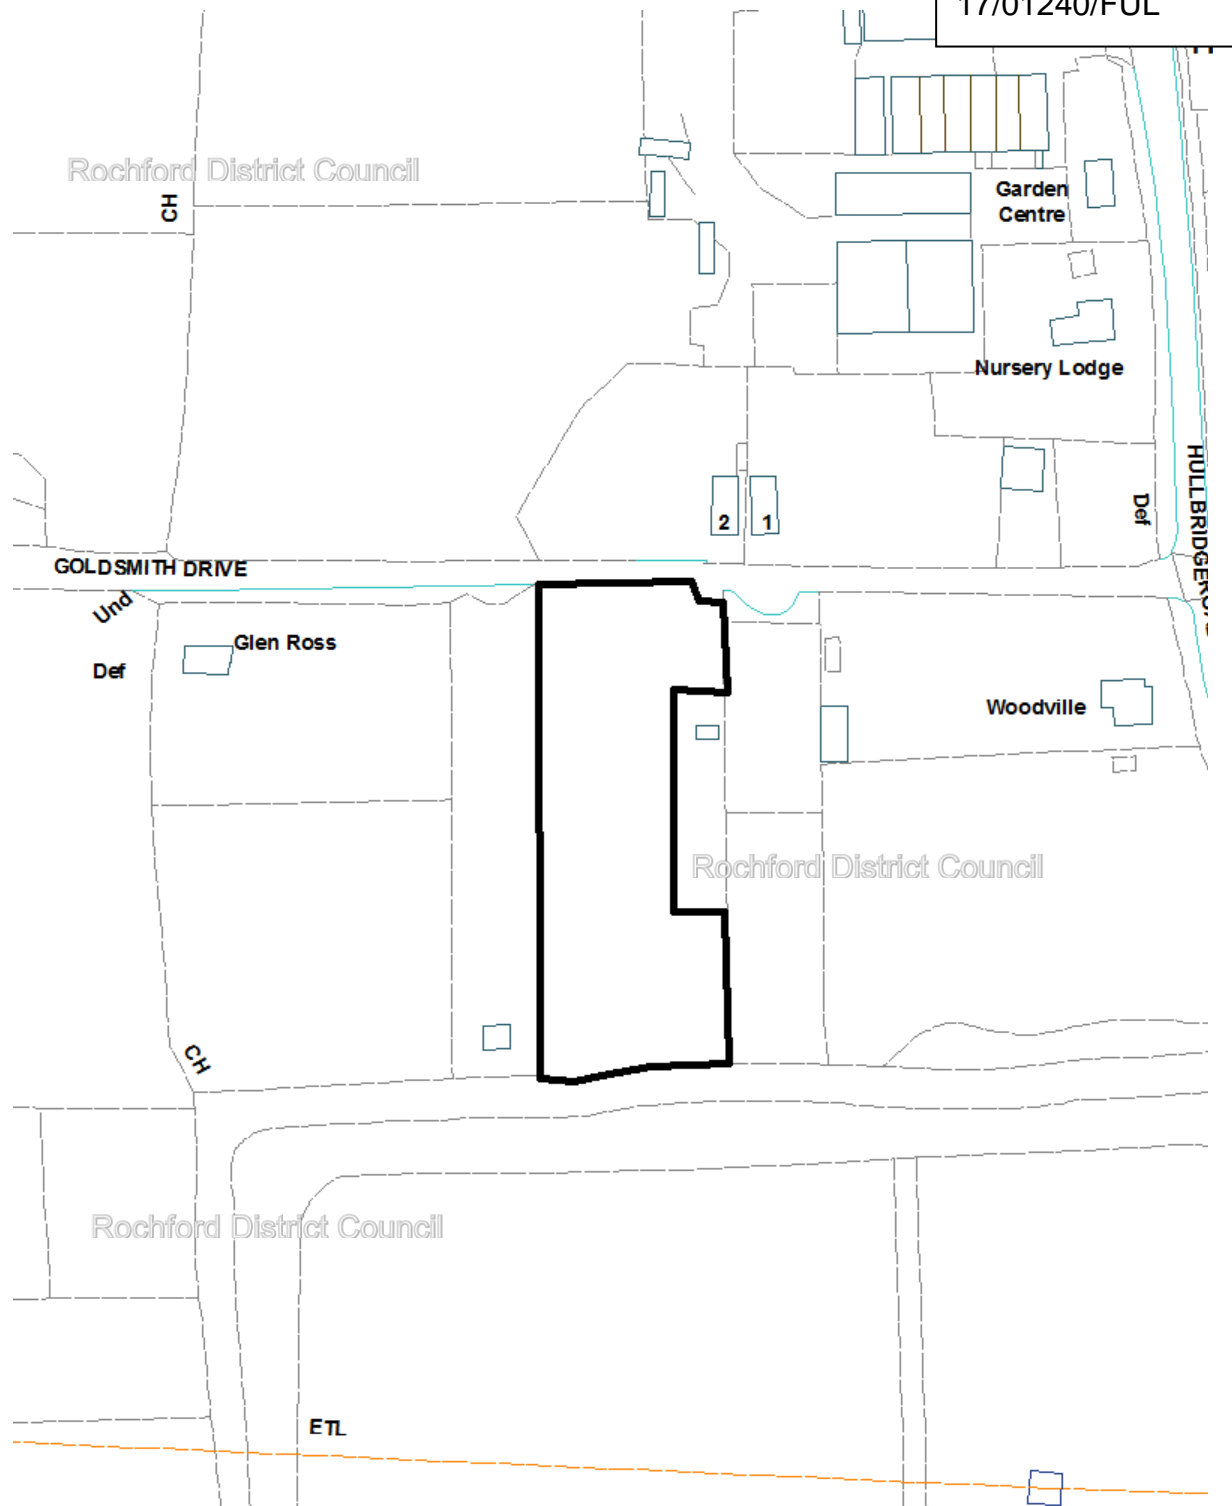 17/01240/FUL
Rochford District Council
CH
Garden
Centre
Nursery Lodge
HULLBRIDGE
Def
2
1
GOLDSMITH DRIVE
Und
Glen Ross
Def
Woodville
Rochford District Council
CH
Rochford District Council
ETL